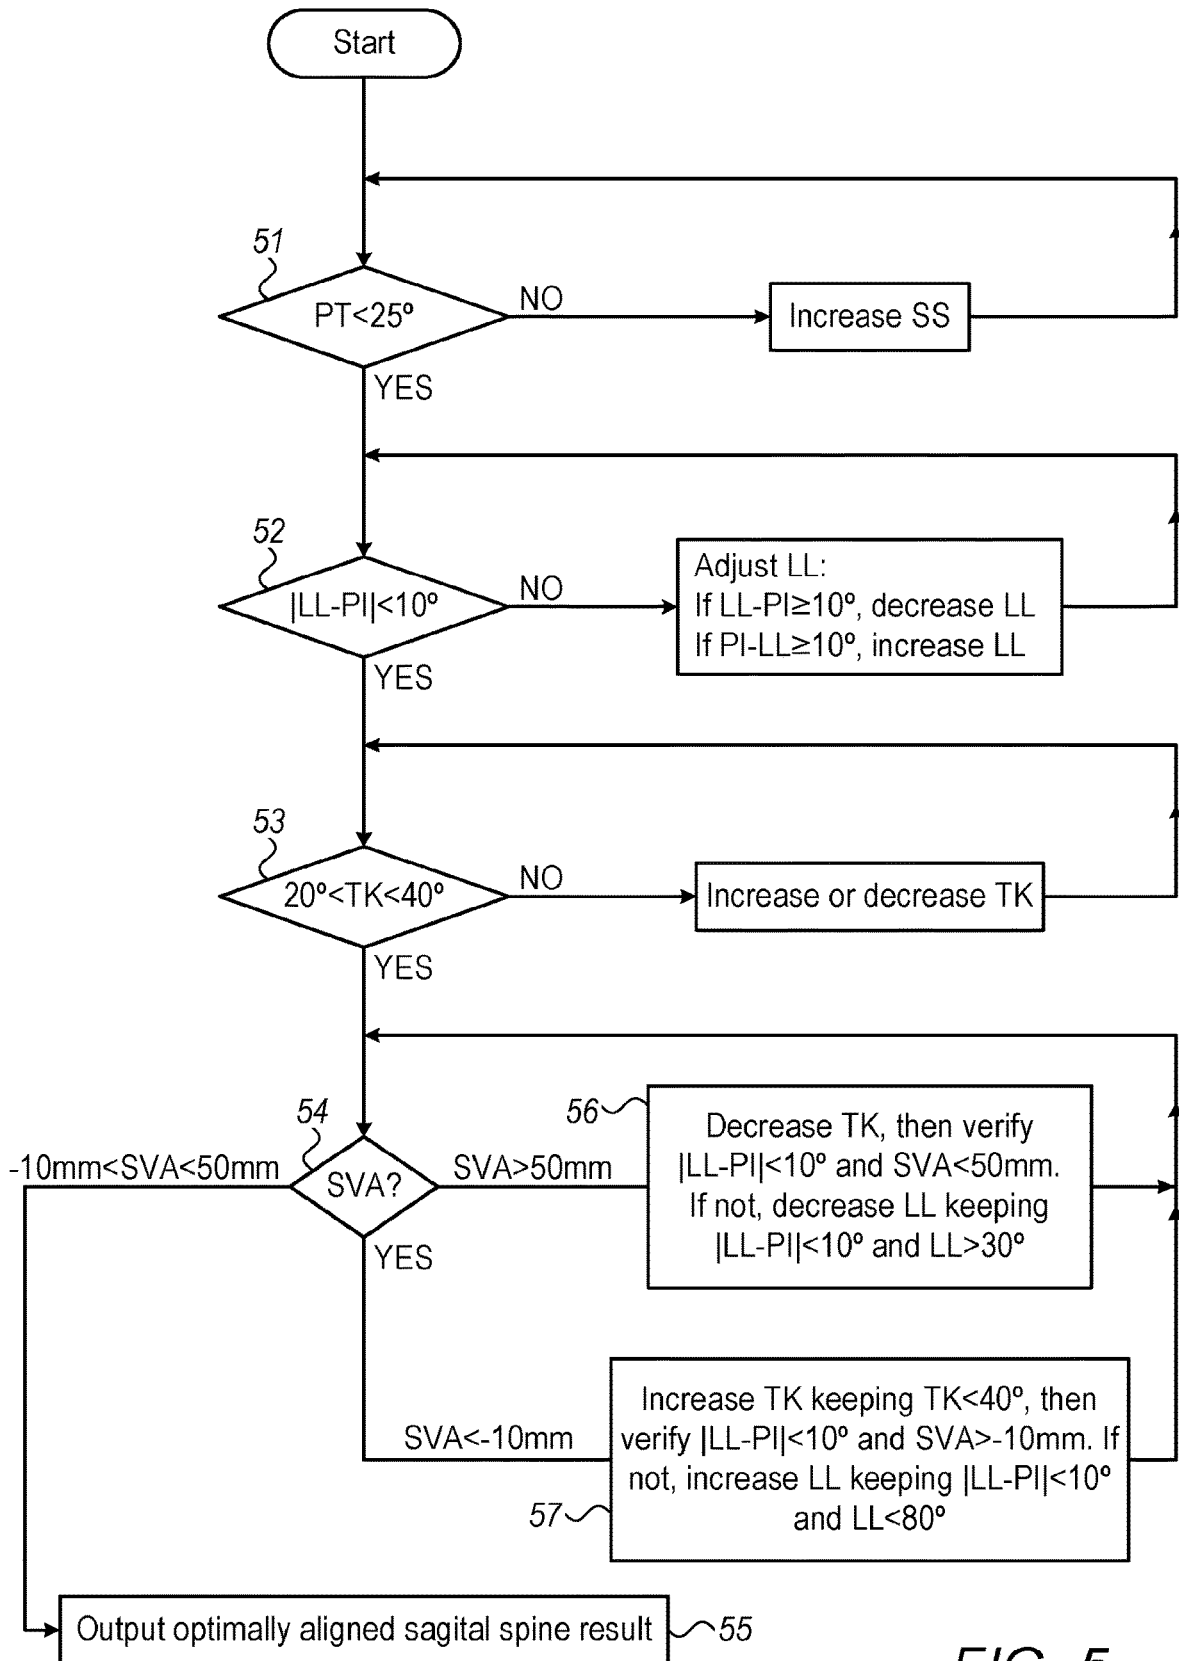 Start
51
PT<25º
NO
Increase SS
YES
52
|LL-PI|<10º
NO
Adjust LL:
If LL-PI≥10º, decrease LL
If PI-LL≥10º, increase LL
YES
53
20º<TK<40º
NO
Increase or decrease TK
YES
54
-10mm<SVA<50mm
SVA?
SVA>50mm
56
Decrease TK, then verify
|LL-PI|<10º and SVA<50mm.
If not, decrease LL keeping
|LL-PI|<10º and LL>30º
YES
SVA<-10mm
Increase TK keeping TK<40º, then
verify |LL-PI|<10º and SVA>-10mm. If
not, increase LL keeping |LL-PI|<10º
and LL<80º
57
Output optimally aligned sagital spine result
55
FIG. 5